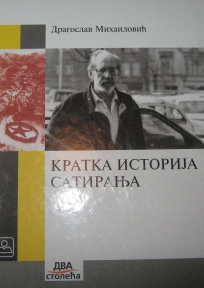 Драгослав Михаиловић
КРАТКА ИСТОРИЈА
САТИРАЊА
ДВА
столећа